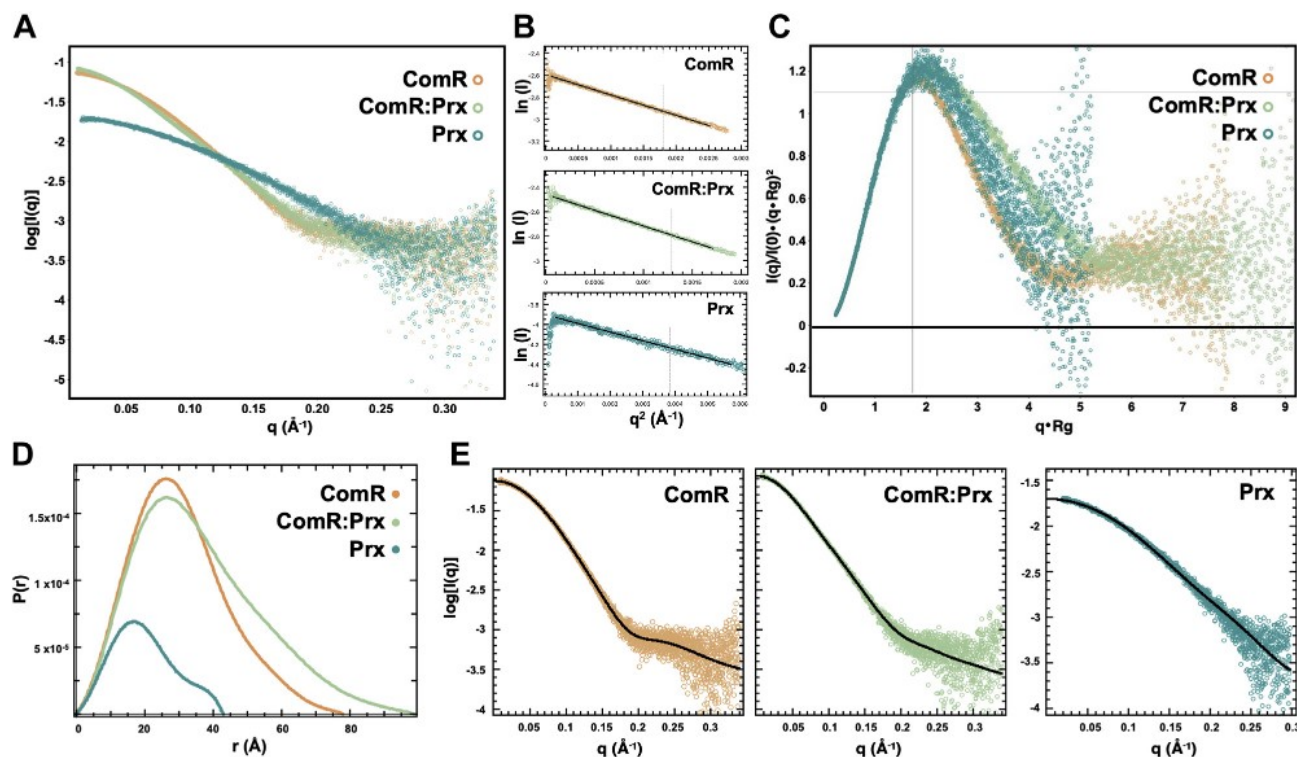 A
log[I(q)]
-1
-1.5
-2
-2.5
-3
-3.5
-4
-4.5
-5
ComR
ComR:Prx
Prx
0.05 0.10 0.15 0.20 0.25 0.30
q (Å⁻¹)
B
ln (I)
ComR
ln (I)
ComR:Prx
ln (I)
Prx
q² (Å⁻¹)
C
I(q)/I(0)•(q•Rg)²
1.2
1
0.8
0.6
0.4
0.2
0
-0.2
ComR
ComR:Prx
Prx
0 1 2 3 4 5 6 7 8 9
q•Rg
D
P(r)
1.5x10⁻⁴
1 x10⁻⁴
5 x10⁻⁵
ComR
ComR:Prx
Prx
0 20 40 60 80
r (Å)
E
log[I(q)]
-1
-1.5
-2
-2.5
-3
-3.5
-4
ComR
0.05 0.1 0.15 0.2 0.25 0.3
q (Å⁻¹)
ComR:Prx
0.05 0.1 0.15 0.2 0.25 0.3
q (Å⁻¹)
-1
-1.5
-2
-2.5
-3
-3.5
-4
Prx
0 0.05 0.1 0.15 0.2 0.25 0.3
q (Å⁻¹)